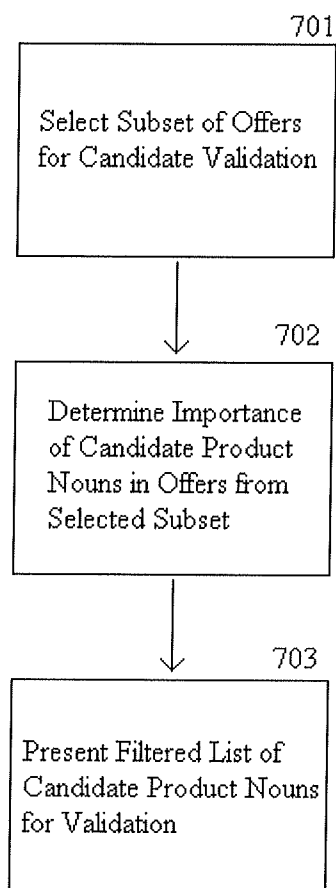 701
Select Subset of Offers
for Candidate Validation
702
Determine Importance
of Candidate Product
Nouns in Offers from
Selected Subset
703
Present Filtered List of
Candidate Product Nouns
for Validation